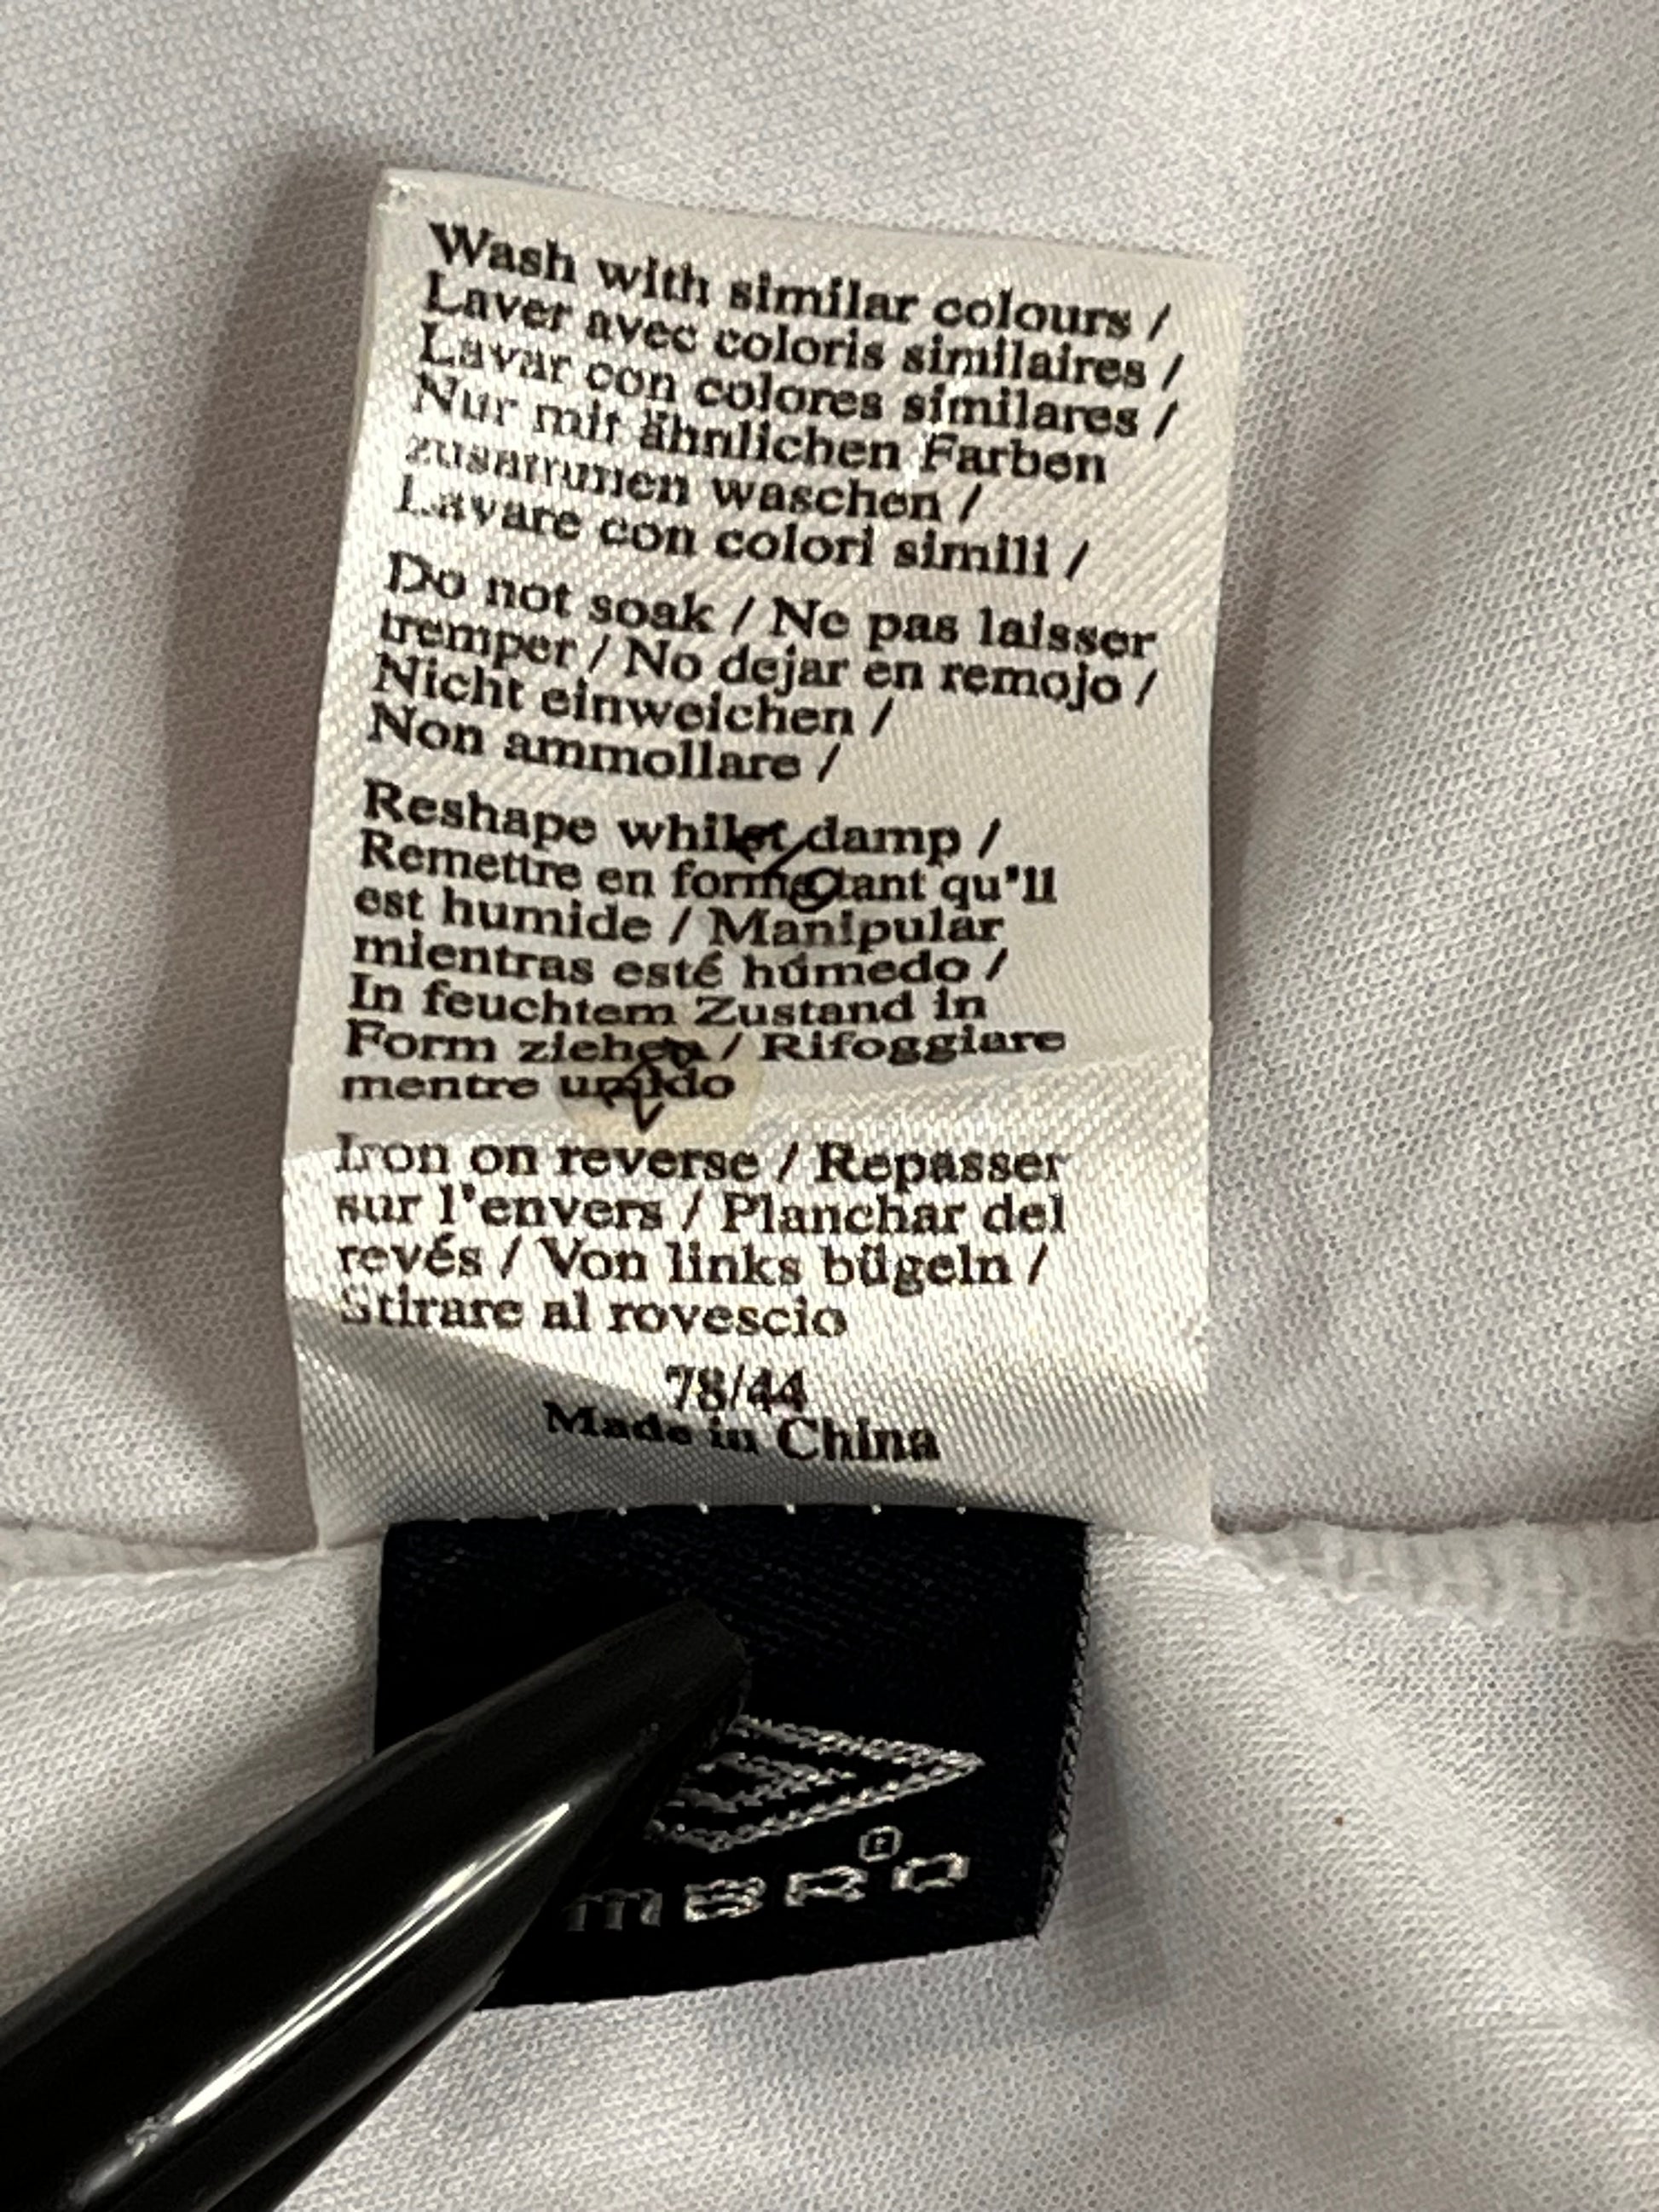 Wash with similar colours /
Laver avec coloris similaires /
Lavar con colores similares /
Nur mit ähnlichen Farben
zusammen waschen /
Lavare con colori simili /
Do not soak / Ne pas laisser
tremper / No dejar en remojo /
Nicht einweichen /
Non ammollare /
Reshape whilst damp /
Remettre en forme tant qu'il
est humide / Manipular
mientras esté húmedo /
In feuchtem Zustand in
Form ziehen / Rifoggiare
mentre umido
Iron on reverse / Repasser
sur l'envers / Planchar del
revés / Von links bügeln /
Stirare al rovescio
78/44
Made in China
mBRO